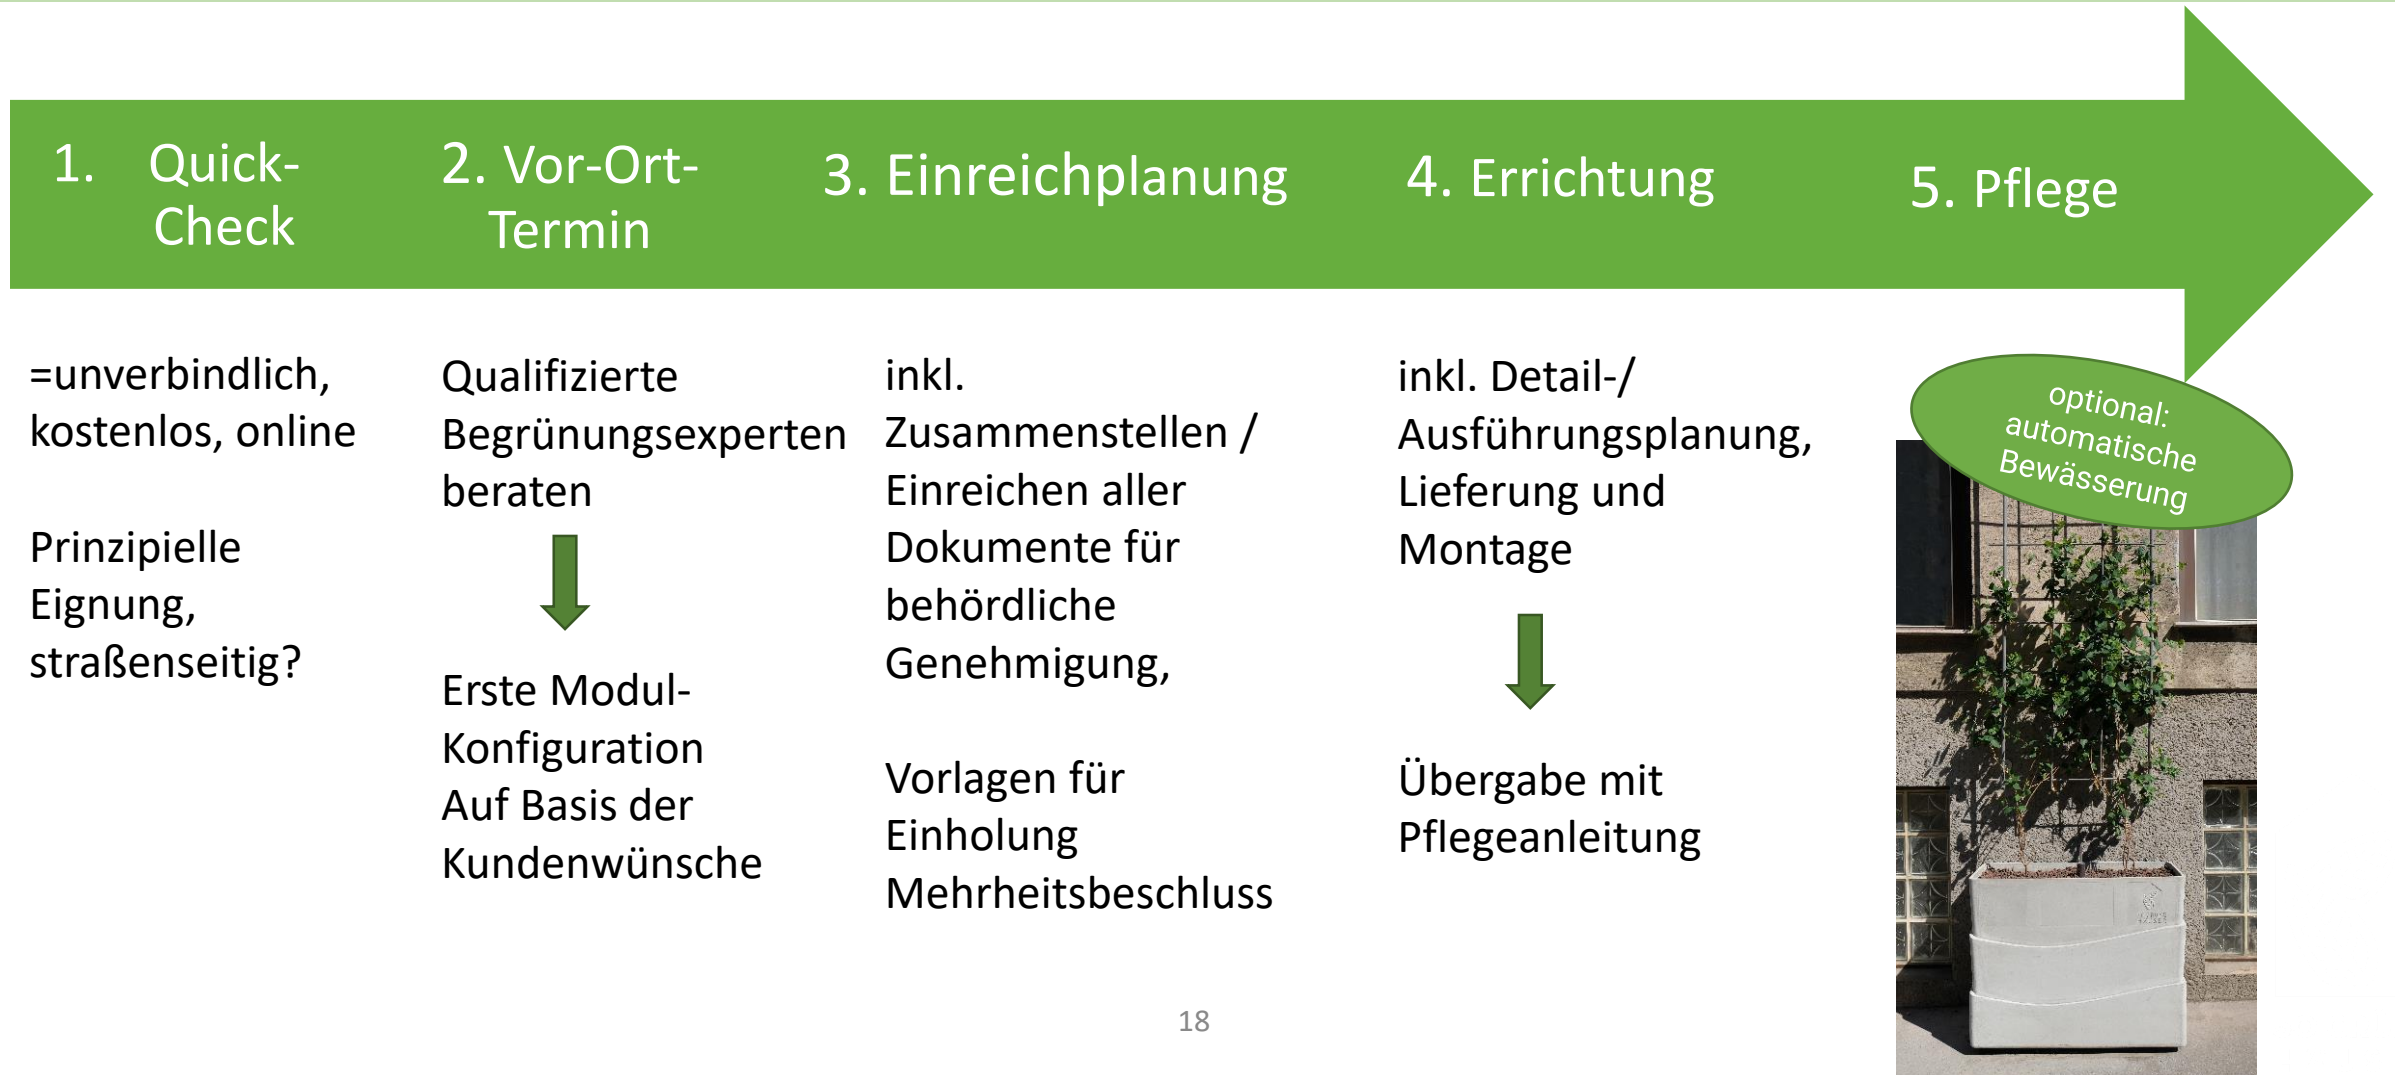 1. Quick-
Check
2. Vor-Ort-
Termin
3. Einreichplanung
4. Errichtung
5. Pflege
=unverbindlich,
kostenlos, online
Prinzipielle
Eignung,
straßenseitig?
Qualifizierte
Begrünungsexperten
beraten
Erste Modul-
Konfiguration
Auf Basis der
Kundenwünsche
inkl.
Zusammenstellen /
Einreichen aller
Dokumente für
behördliche
Genehmigung,
Vorlagen für
Einholung
Mehrheitsbeschluss
inkl. Detail-/
Ausführungsplanung,
Lieferung und
Montage
Übergabe mit
Pflegeanleitung
optional:
automatische
Bewässerung
18